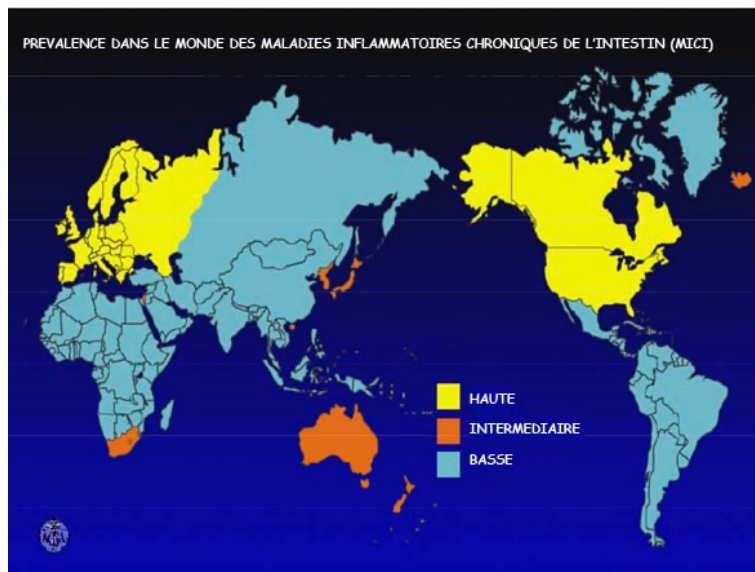 PREVALENCE DANS LE MONDE DES MALADIES INFLAMMATOIRES CHRONIQUES DE L'INTESTIN (MICI)
HAUTE
INTERMEDIAIRE
BASSE